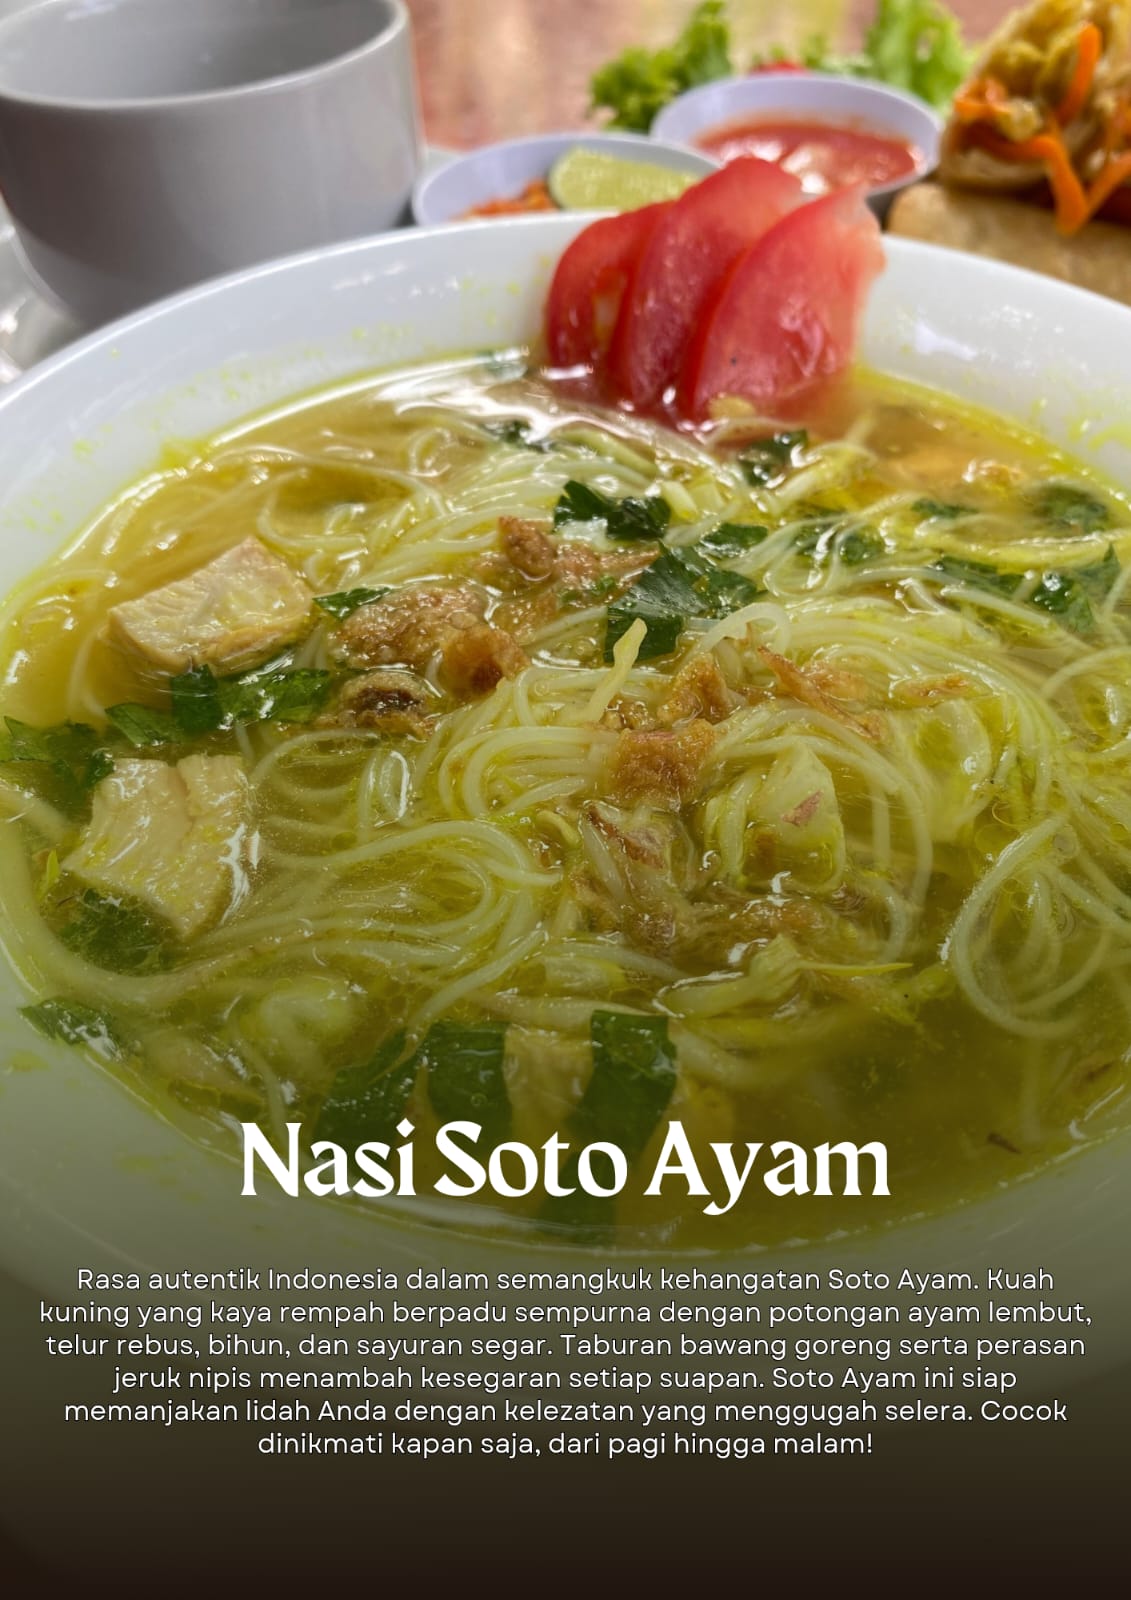 Nasi Soto Ayam
Rasa autentik Indonesia dalam semangkuk kehangatan Soto Ayam. Kuah
kuning yang kaya rempah berpadu sempurna dengan potongan ayam lembut,
telur rebus, bihun, dan sayuran segar. Taburan bawang goreng serta perasan
jeruk nipis menambah kesegaran setiap suapan. Soto Ayam ini siap
memanjakan lidah Anda dengan kelezatan yang menggugah selera. Cocok
dinikmati kapan saja, dari pagi hingga malam!